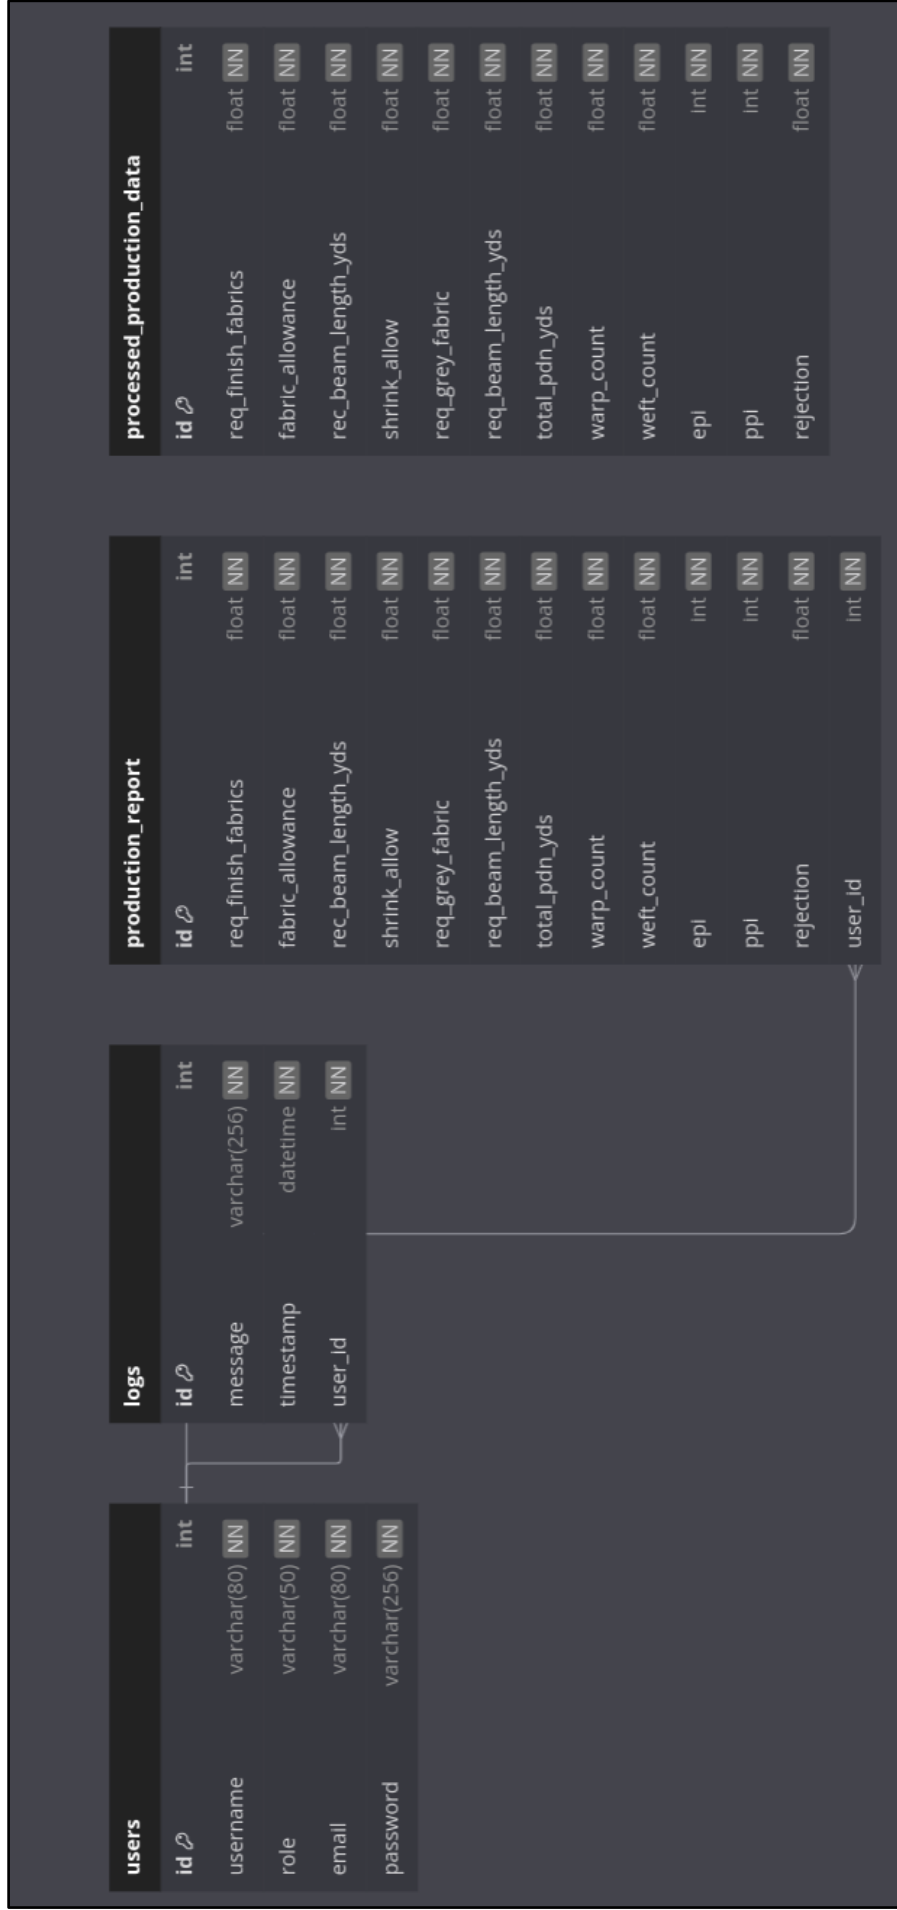 users
id int
username varchar(80) NN
role varchar(50) NN
email varchar(80) NN
password varchar(256) NN
logs
id int
message varchar(256) NN
timestamp datetime NN
user_id int NN
production_report
id int
req_finish_fabrics float NN
fabric_allowance float NN
rec_beam_length_yds float NN
shrink_allow float NN
req_grey_fabric float NN
req_beam_length_yds float NN
total_pdn_yds float NN
warp_count float NN
weft_count float NN
epi int NN
ppi int NN
rejection float NN
user_id int NN
processed_production_data
id int
req_finish_fabrics float NN
fabric_allowance float NN
rec_beam_length_yds float NN
shrink_allow float NN
req_grey_fabric float NN
req_beam_length_yds float NN
total_pdn_yds float NN
warp_count float NN
weft_count float NN
epi int NN
ppi int NN
rejection float NN